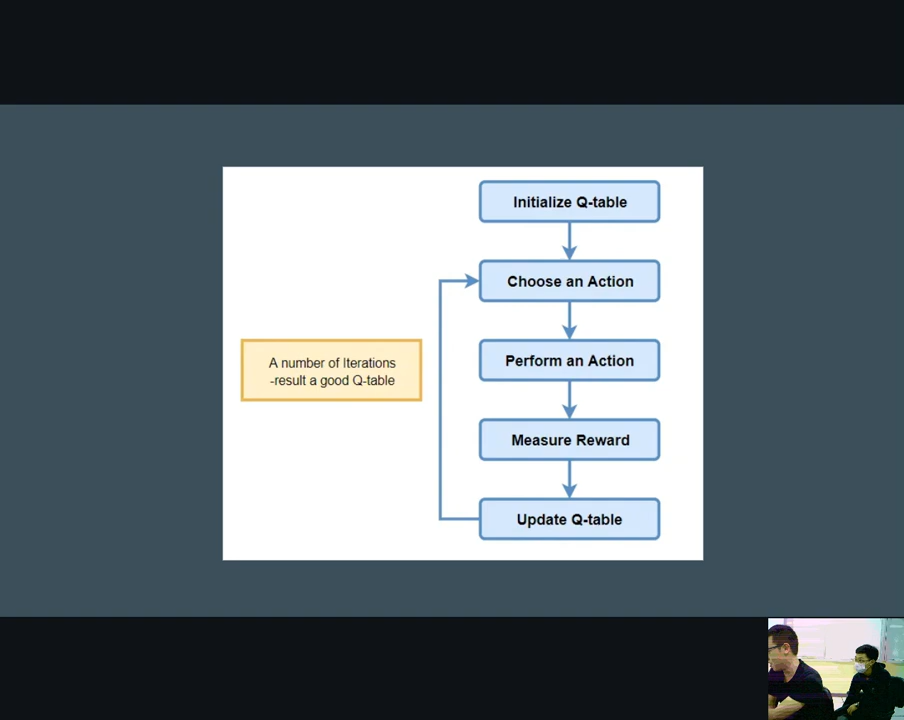 Initialize Q-table
Choose an Action
A number of Iterations
-result a good Q-table
Perform an Action
Measure Reward
Update Q-table